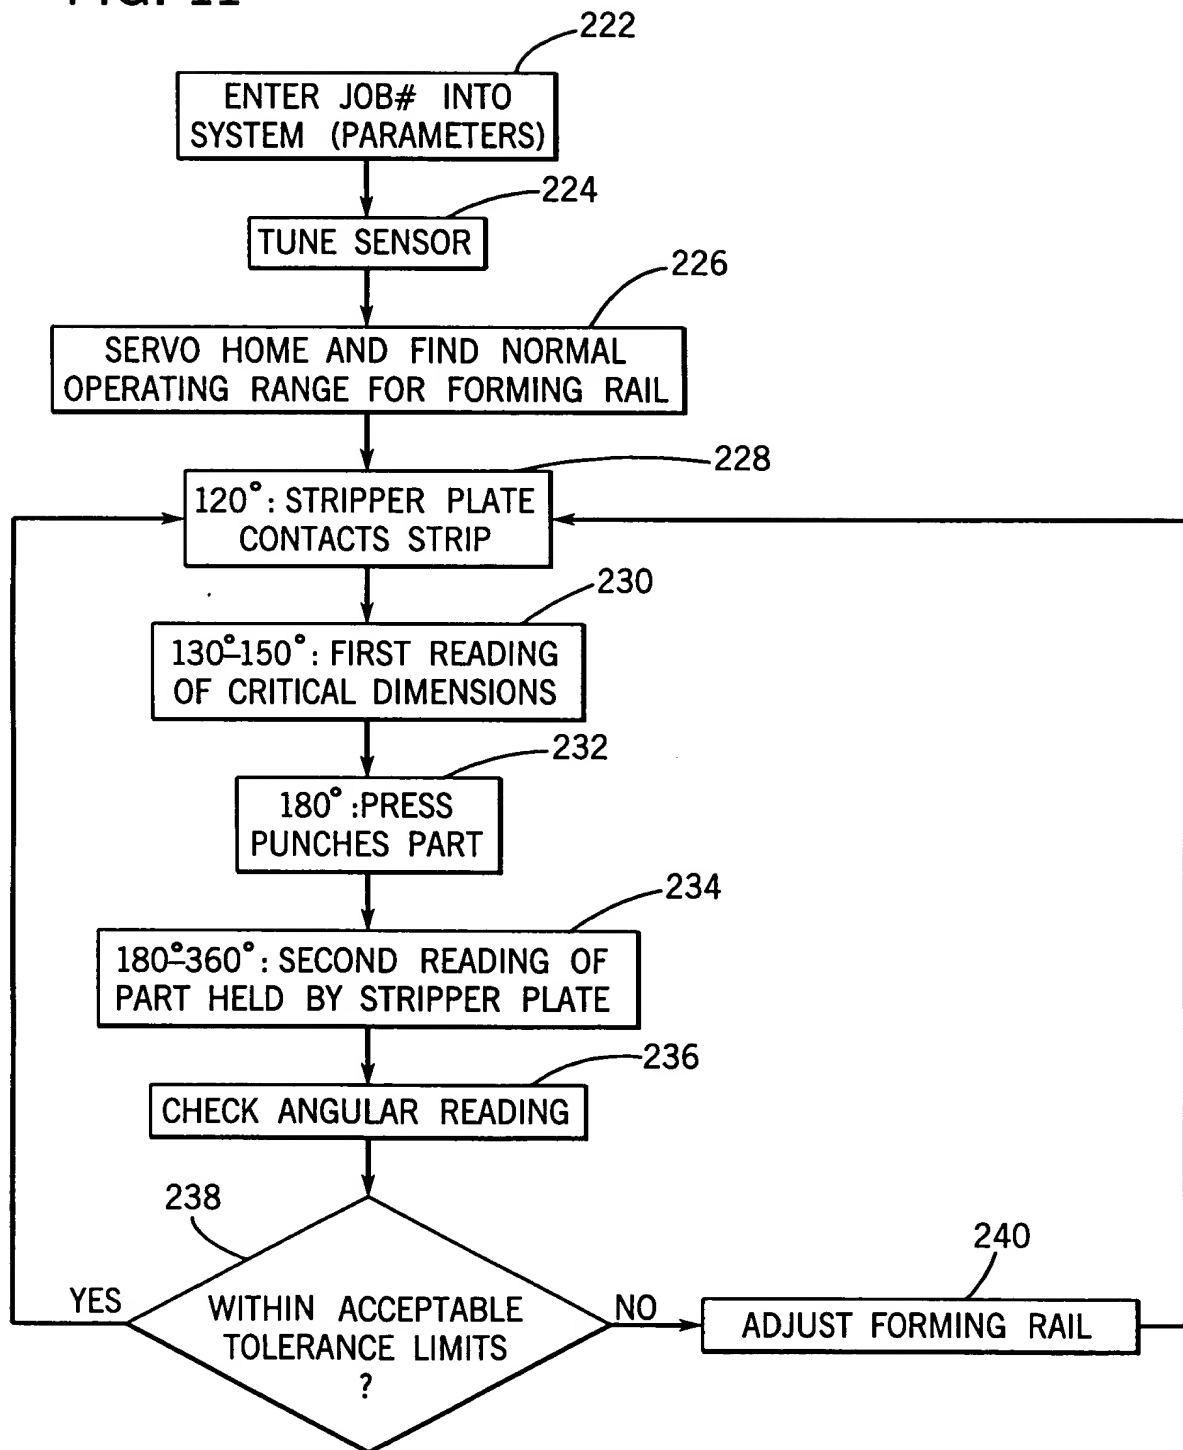 FIG. 11
222
ENTER JOB# INTO
SYSTEM (PARAMETERS)
224
TUNE SENSOR
226
SERVO HOME AND FIND NORMAL
OPERATING RANGE FOR FORMING RAIL
228
120°: STRIPPER PLATE
CONTACTS STRIP
230
130°-150°: FIRST READING
OF CRITICAL DIMENSIONS
232
180°:PRESS
PUNCHES PART
234
180°-360°: SECOND READING OF
PART HELD BY STRIPPER PLATE
236
CHECK ANGULAR READING
238
YES
WITHIN ACCEPTABLE
TOLERANCE LIMITS
?
NO
240
ADJUST FORMING RAIL